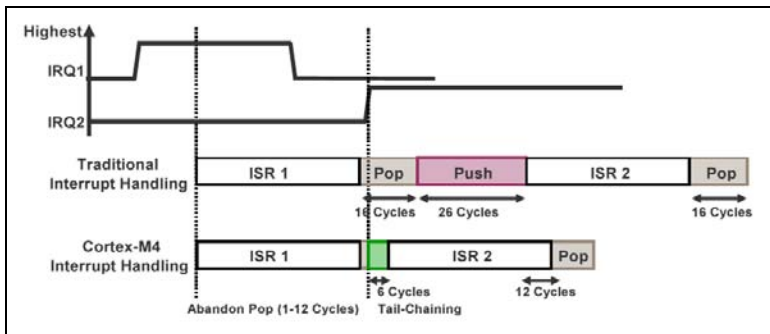 Highest
IRQ1
IRQ2
Traditional
Interrupt Handling
ISR 1
Pop
Push
ISR 2
Pop
16 Cycles
26 Cycles
16 Cycles
Cortex-M4
Interrupt Handling
ISR 1
ISR 2
Pop
6 Cycles
12 Cycles
Abandon Pop (1-12 Cycles)
Tail-Chaining